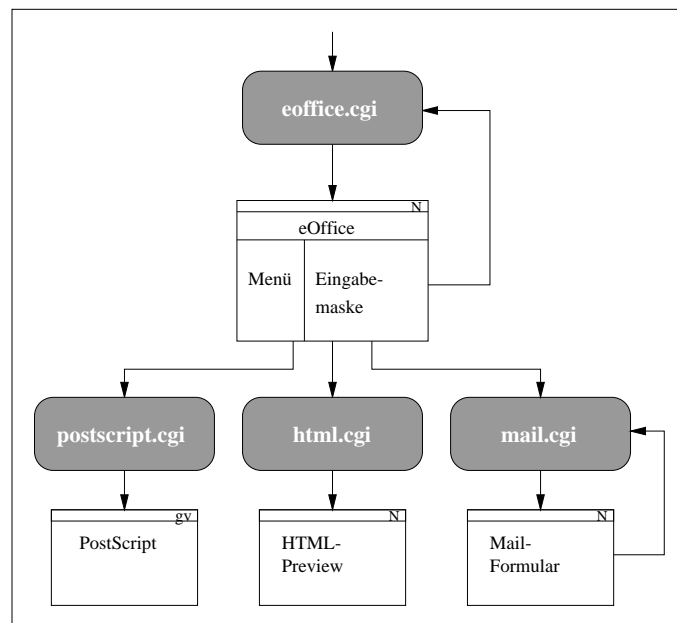 eoffice.cgi
N
eOffice
Menü
Eingabe-
maske
postscript.cgi
html.cgi
mail.cgi
gv
N
N
PostScript
HTML-
Preview
Mail-
Formular